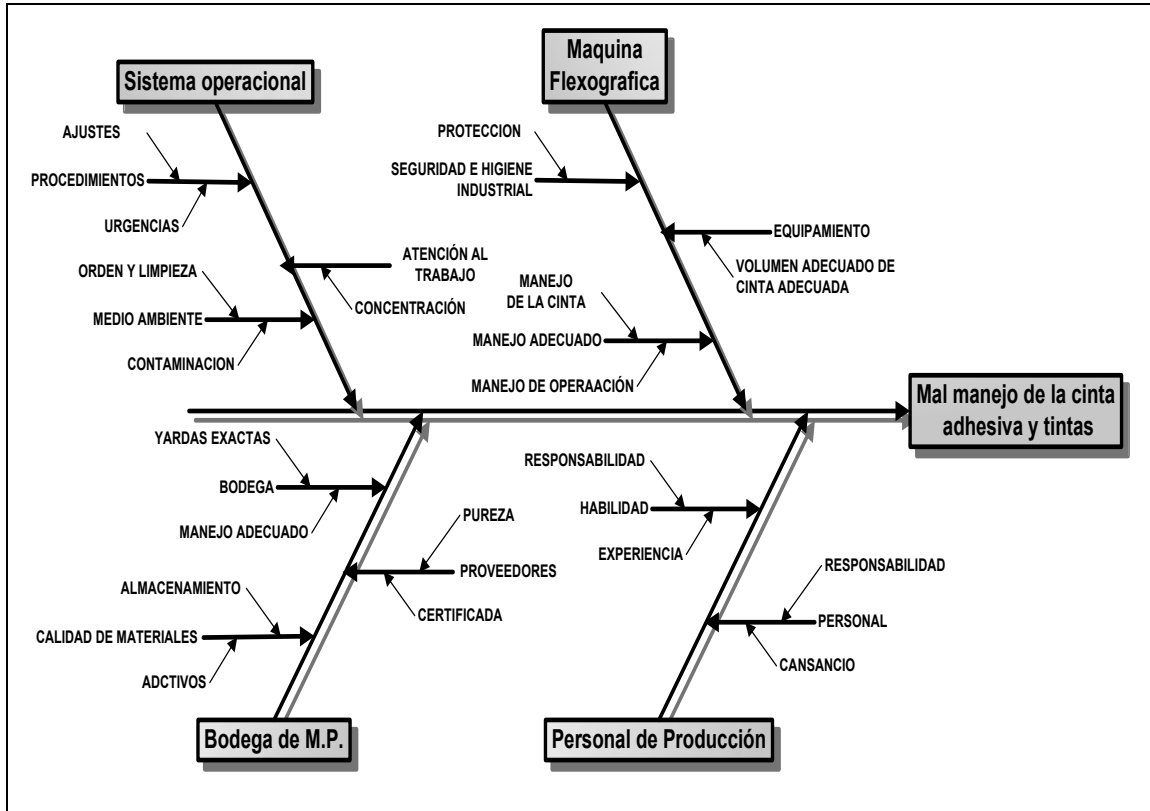 Sistema operacional
Maquina
Flexografica
AJUSTES
PROCEDIMIENTOS
URGENCIAS
ATENCIÓN AL
TRABAJO
CONCENTRACIÓN
ORDEN Y LIMPIEZA
MEDIO AMBIENTE
CONTAMINACION
PROTECCION
SEGURIDAD E HIGIENE
INDUSTRIAL
EQUIPAMIENTO
VOLUMEN ADECUADO DE
CINTA ADECUADA
MANEJO
DE LA CINTA
MANEJO ADECUADO
MANEJO DE OPERAACIÓN
Mal manejo de la cinta
adhesiva y tintas
YARDAS EXACTAS
BODEGA
MANEJO ADECUADO
PUREZA
PROVEEDORES
CERTIFICADA
ALMACENAMIENTO
CALIDAD DE MATERIALES
ADCTIVOS
RESPONSABILIDAD
HABILIDAD
EXPERIENCIA
RESPONSABILIDAD
PERSONAL
CANSANCIO
Bodega de M.P.
Personal de Producción